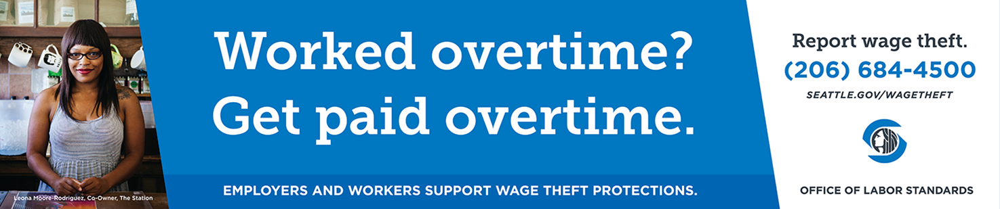 Worked overtime?
Get paid overtime.
EMPLOYERS AND WORKERS SUPPORT WAGE THEFT PROTECTIONS.
Leona Moore-Rodriguez, Co-Owner, The Station
Report wage theft.
(206) 684-4500
SEATTLE.GOV/WAGETHEFT
OFFICE OF LABOR STANDARDS